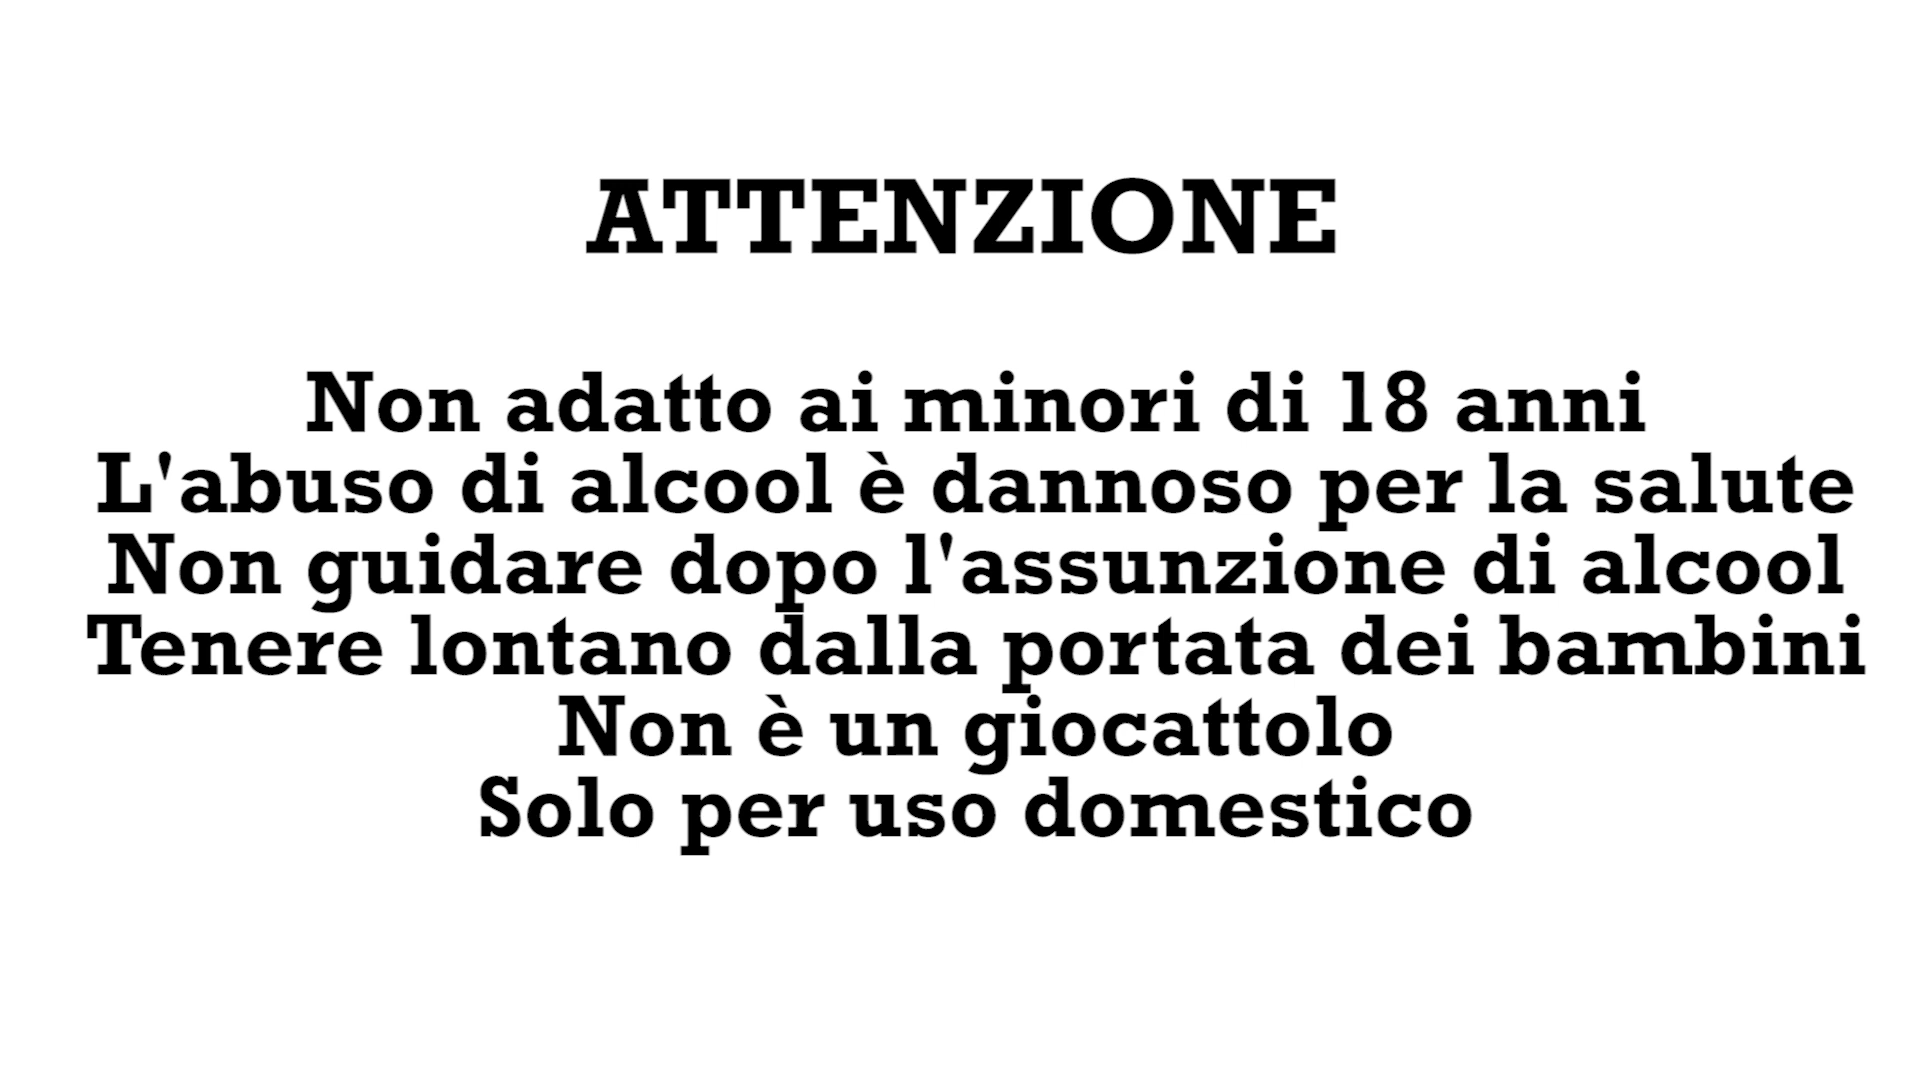 ATTENZIONE
Non adatto ai minori di 18 anni
L'abuso di alcool è dannoso per la salute
Non guidare dopo l'assunzione di alcool
Tenere lontano dalla portata dei bambini
Non è un giocattolo
Solo per uso domestico